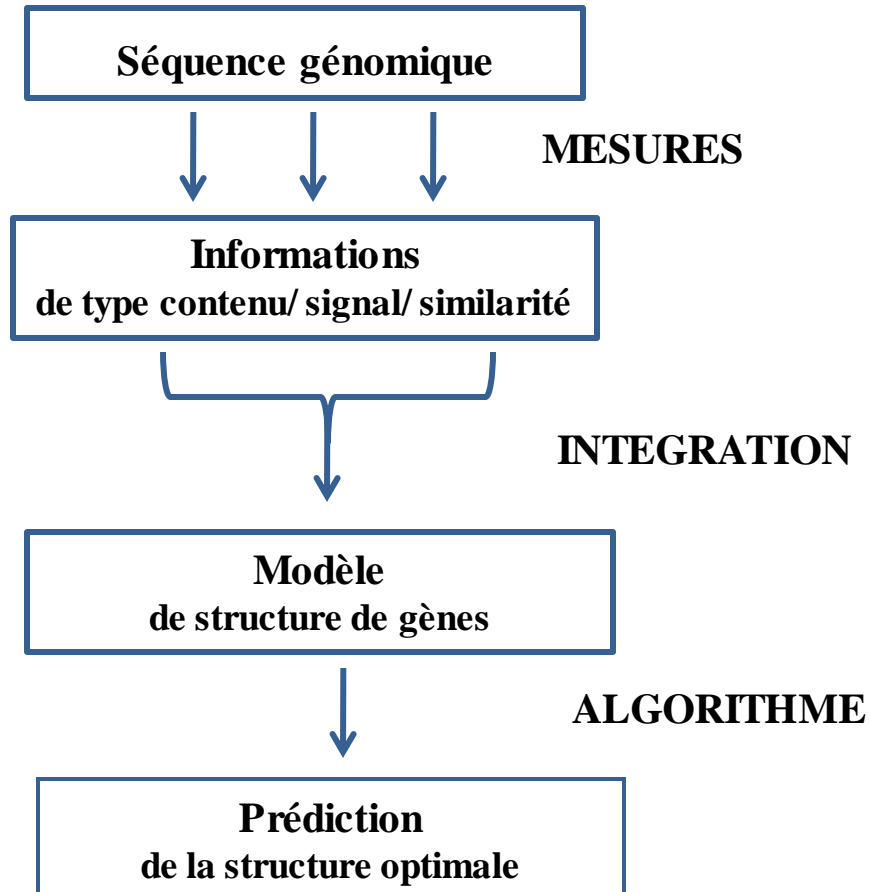 Séquence génomique
MESURES
Informations
de type contenu/ signal/ similarité
INTEGRATION
Modèle
de structure de gènes
ALGORITHME
Prédiction
de la structure optimale